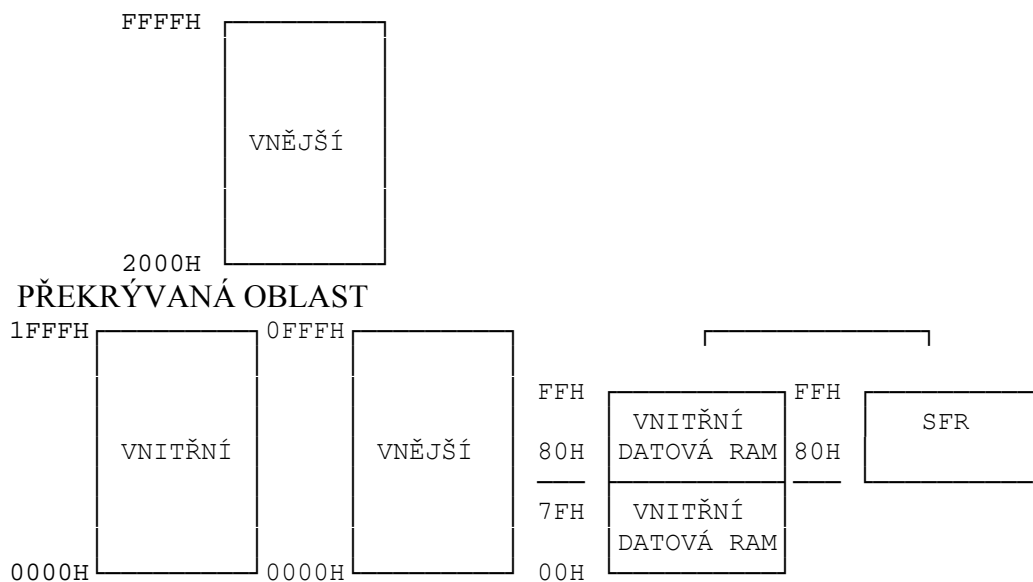 FFFFH
VNĚJŠÍ
2000H
PŘEKRÝVANÁ OBLAST
1FFFH 0FFFH
FFH FFH
VNITŘNÍ SFR
VNITŘNÍ VNĚJŠÍ 80H DATOVÁ RAM 80H
7FH VNITŘNÍ
DATOVÁ RAM
0000H 0000H 00H